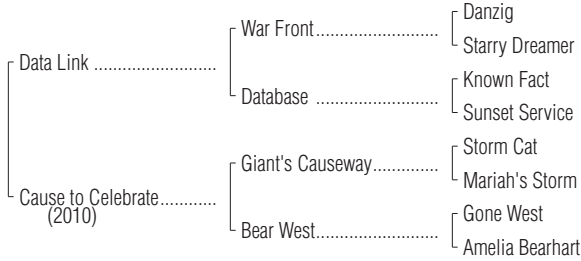 Danzig
War Front..........................
Starry Dreamer
Data Link ..........................
Known Fact
Database ..........................
Sunset Service
Storm Cat
Giant's Causeway..............
Mariah's Storm
Cause to Celebrate............
(2010)
Gone West
Bear West..........................
Amelia Bearhart